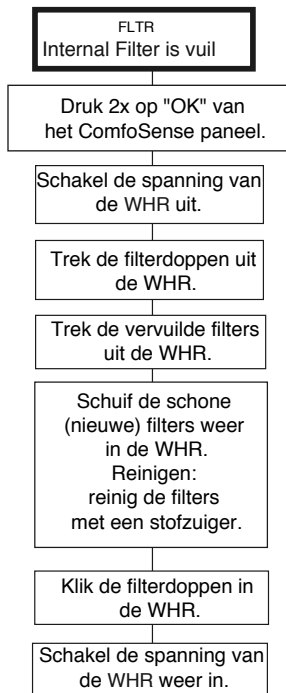 FLTR
Internal Filter is vuil
Druk 2x op "OK" van
het ComfoSense paneel.
Schakel de spanning van
de WHR uit.
Trek de filterdoppen uit
de WHR.
Trek de vervuilde filters
uit de WHR.
Schuif de schone
(nieuwe) filters weer
in de WHR.
Reinigen:
reinig de filters
met een stofzuiger.
Klik de filterdoppen in
de WHR.
Schakel de spanning van
de WHR weer in.